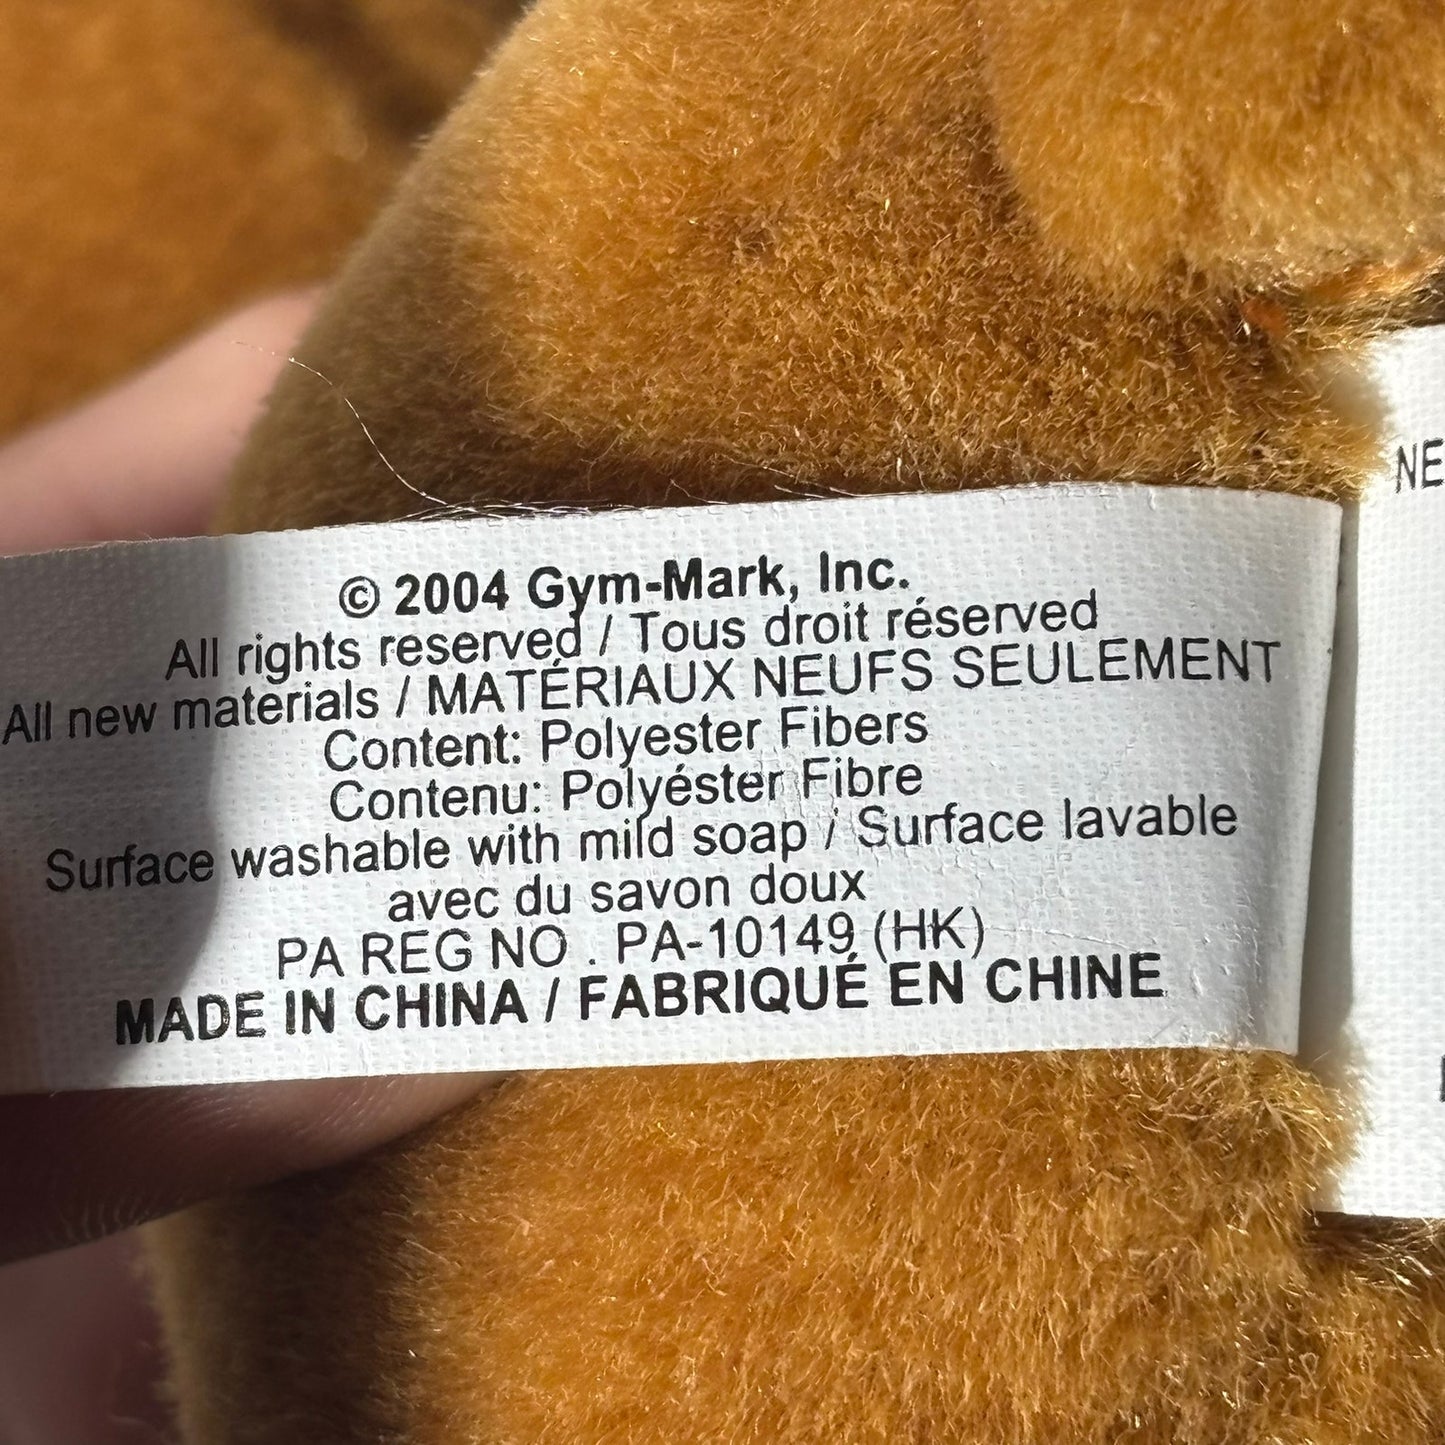 © 2004 Gym-Mark, Inc.
All rights reserved / Tous droit réserved
All new materials / MATÉRIAUX NEUFS SEULEMENT
Content: Polyester Fibers
Contenu: Polyéster Fibre
Surface washable with mild soap / Surface lavable
avec du savon doux
PA REG NO . PA-10149 (HK)
MADE IN CHINA / FABRIQUÉ EN CHINE
NE